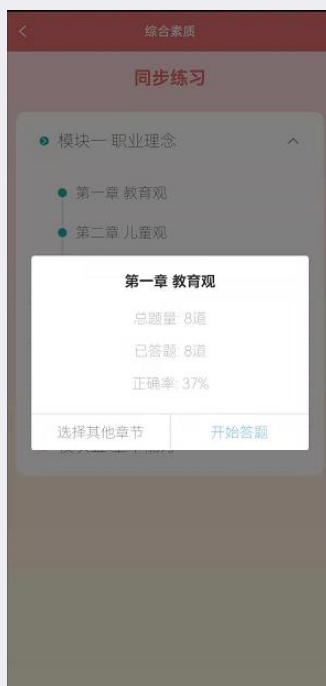 综合素质
同步练习
模块一 职业理念
第一章 教育观
第二章 儿童观
第一章 教育观
总题量: 8道
已答题: 8道
正确率: 37%
选择其他章节
开始答题